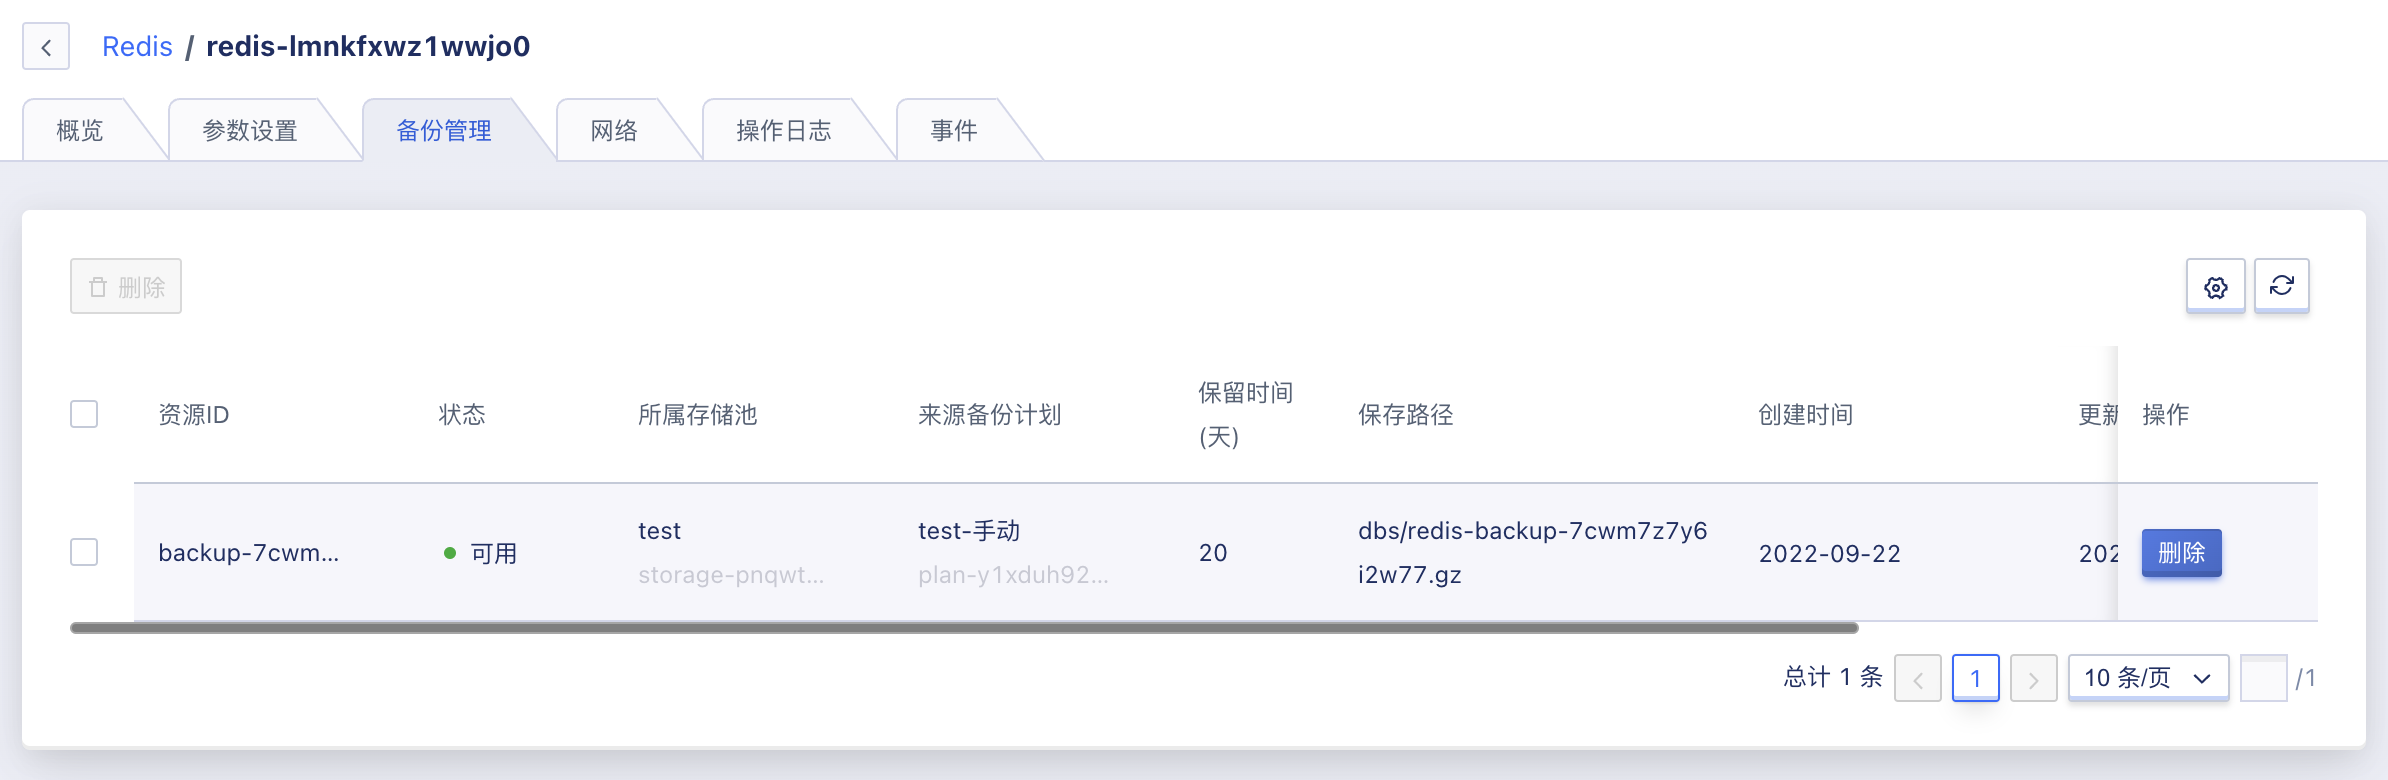 Redis / redis-lmnkfxwz1wwjo0
概览 参数设置 备份管理 网络 操作日志 事件
删除
资源ID 状态 所属存储池 来源备份计划 保留时间 (天) 保存路径 创建时间 更新 操作
backup-7cwm... 可用 test test-手动 20 dbs/redis-backup-7cwm7z7y6 2022-09-22 202 删除
storage-pnqwt... plan-y1xduh92... i2w77.gz
总计 1 条 1 10 条/页 /1